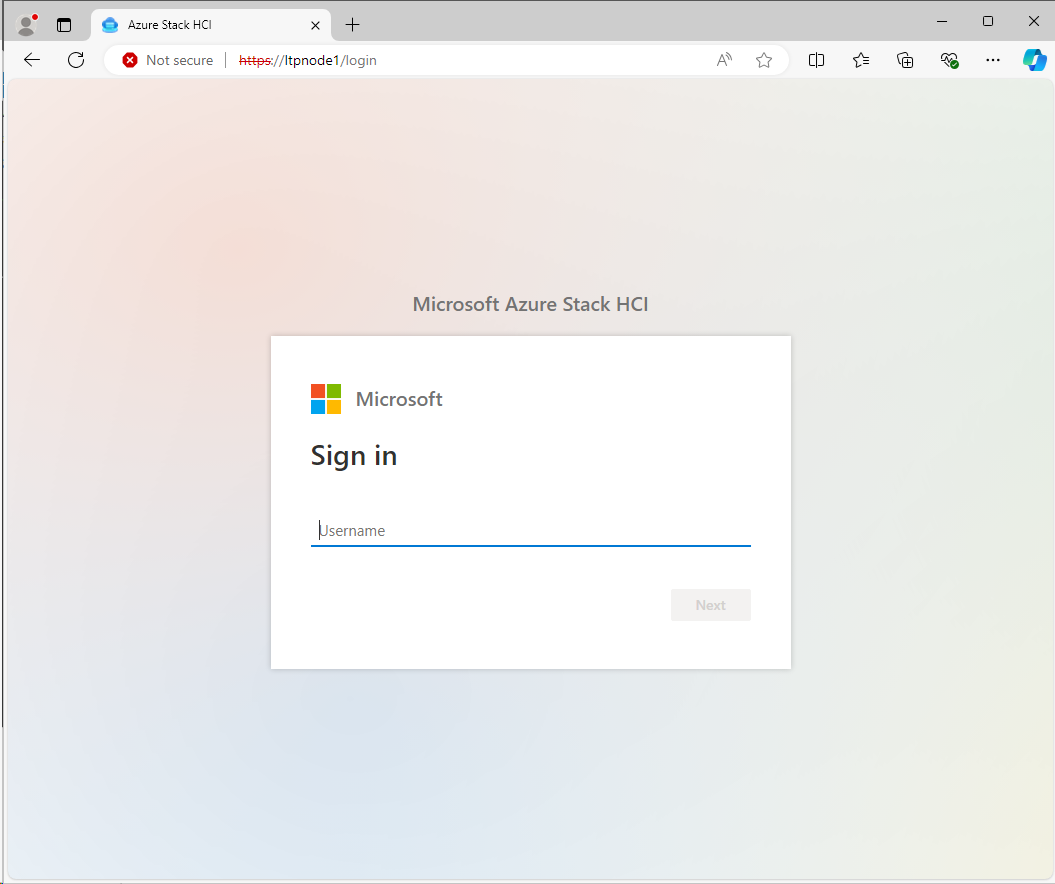 Azure Stack HCI
Not secure https://ltpnode1/login
Microsoft Azure Stack HCI
Microsoft
Sign in
Username
Next